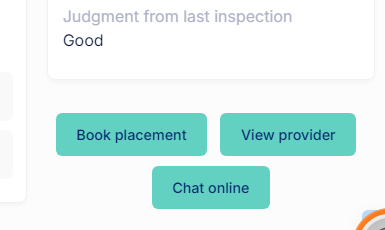 Judgment from last inspection
Good
Book placement
View provider
Chat online